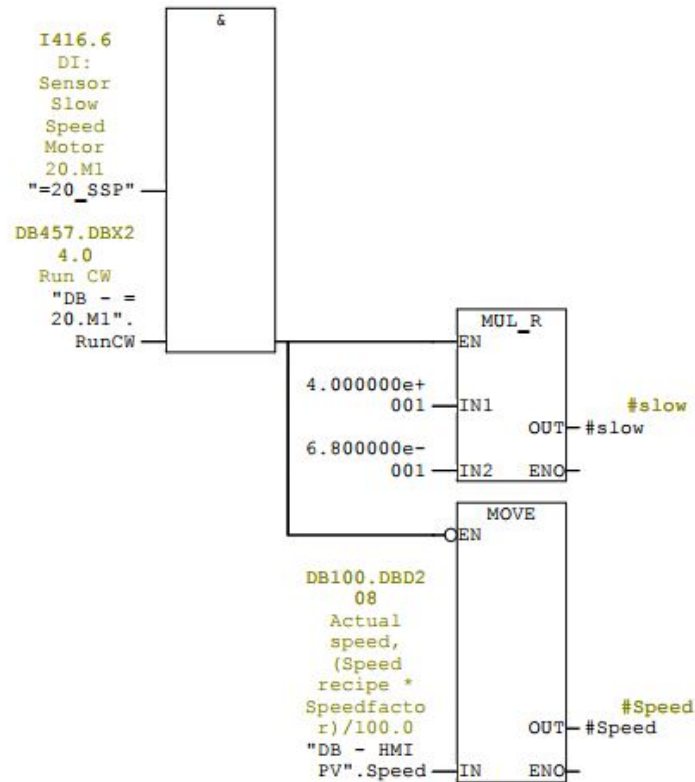 &
I416.6
DI:
Sensor
Slow
Speed
Motor
20.M1
"=20_SSP"
DB457.DBX2
4.0
Run CW
"DB - =
20.M1".
RunCW
MUL_R
EN
4.000000e+
001
IN1
#slow
OUT
#slow
6.800000e-
001
IN2
ENO
MOVE
EN
DB100.DBD2
08
Actual
speed,
(Speed
recipe *
Speedfacto
r)/100.0
#Speed
OUT
#Speed
"DB - HMI
PV".Speed
IN
ENO